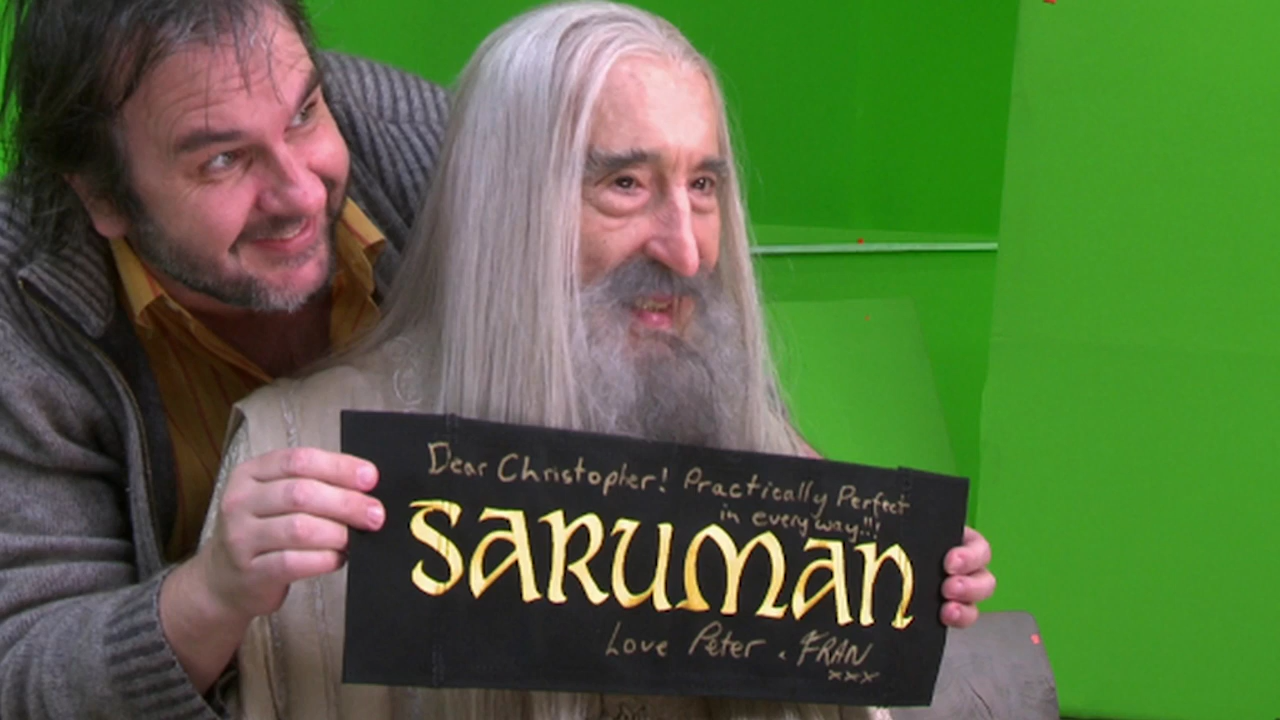 Dear Christopher! Practically Perfect
in every way!!!
SARUMAN
Love Peter. FRAN
xxx